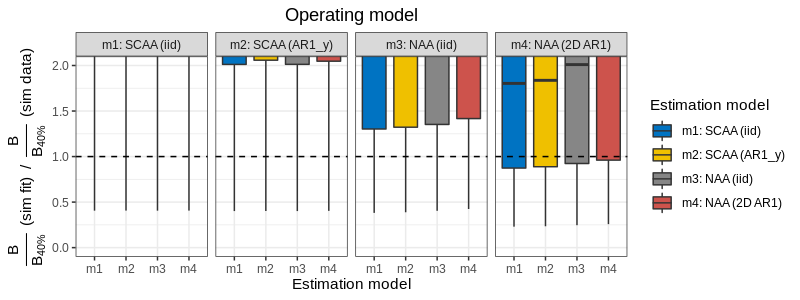 Operating model
m1: SCAA (iid)
m2: SCAA (AR1_y)
m3: NAA (iid)
m4: NAA (2D AR1)
B/B40% (sim fit) / B/B40% (sim data)
2.0
1.5
1.0
0.5
0.0
m1 m2 m3 m4
m1 m2 m3 m4
m1 m2 m3 m4
m1 m2 m3 m4
Estimation model
Estimation model
m1: SCAA (iid)
m2: SCAA (AR1_y)
m3: NAA (iid)
m4: NAA (2D AR1)